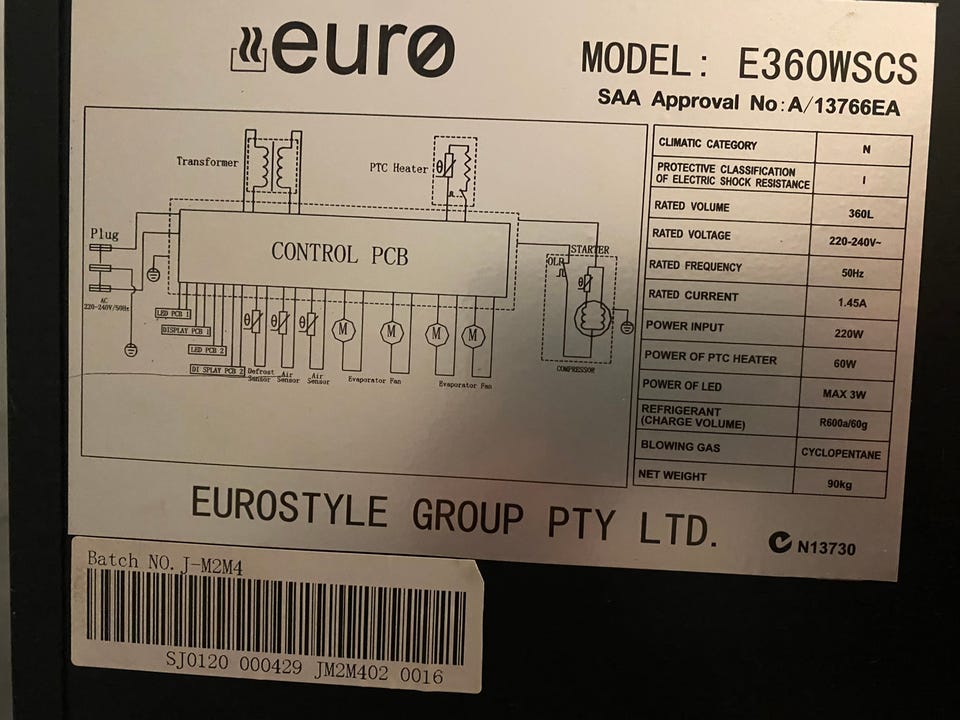 eurø
MODEL: E360WSCS
SAA Approval No:A/13766EA
Transformer
PTC Heater
θ
Plug
CONTROL PCB
AC
220-240V/50Hz
STARTER
OLP
θ
LED PCB 1
DISPLAY PCB 1
LED PCB 2
DI SPLAY PCB 2
θ θ θ
M M M M
Defrost Sensor
Air Sensor
Air Sensor
Evaporator Fan
Evaporator Fan
COMPRESSOR
CLIMATIC CATEGORY N
PROTECTIVE CLASSIFICATION
OF ELECTRIC SHOCK RESISTANCE I
RATED VOLUME 360L
RATED VOLTAGE 220-240V~
RATED FREQUENCY 50Hz
RATED CURRENT 1.45A
POWER INPUT 220W
POWER OF PTC HEATER 60W
POWER OF LED MAX 3W
REFRIGERANT
(CHARGE VOLUME) R600a/60g
BLOWING GAS CYCLOPENTANE
NET WEIGHT 90kg
EUROSTYLE GROUP PTY LTD.
N13730
Batch NO. J-M2M4
SJ0120 000429 JM2M402 0016